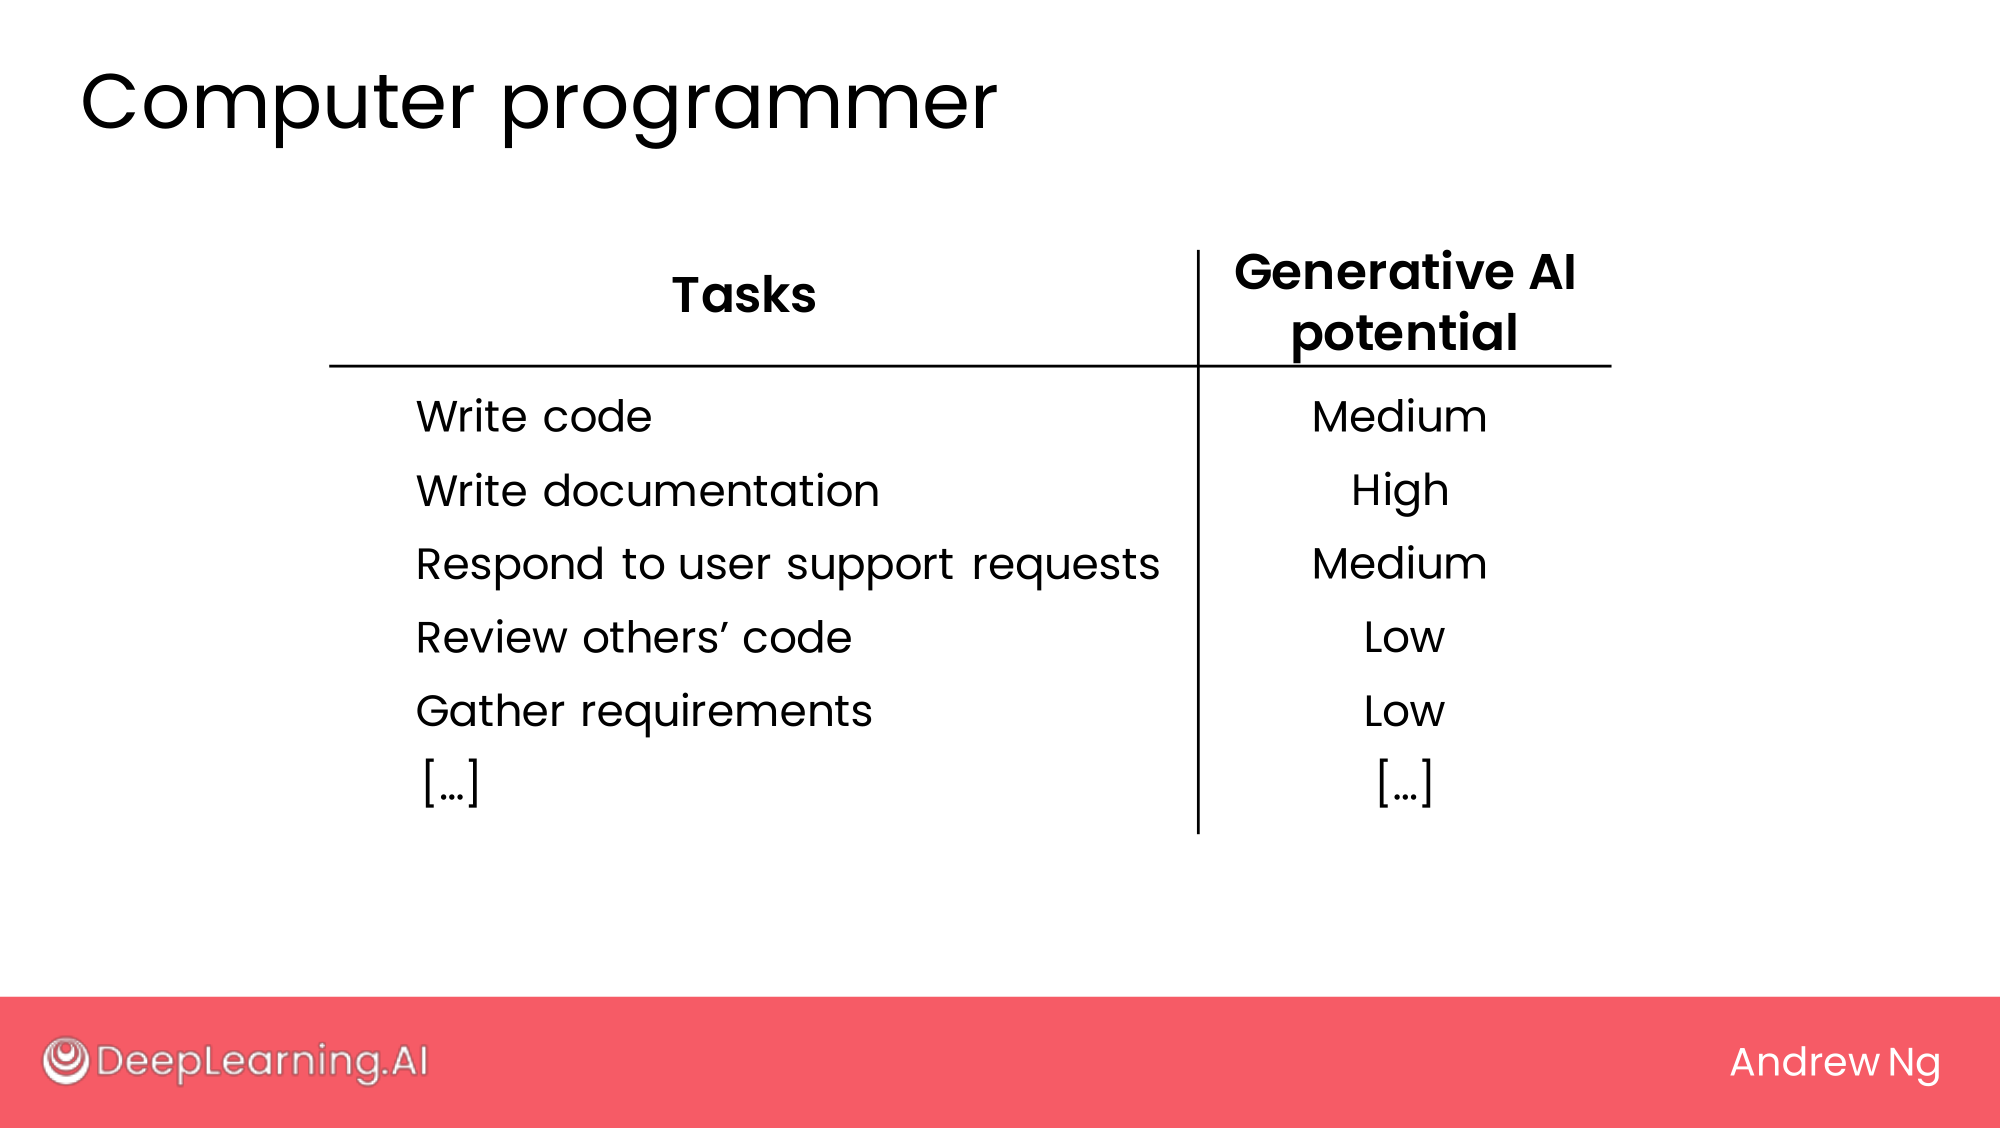 Computer programmer
Tasks
Generative AI
potential
Write code
Medium
Write documentation
High
Respond to user support requests
Medium
Review others’ code
Low
Gather requirements
Low
[…]
[…]
DeepLearning.AI
Andrew Ng